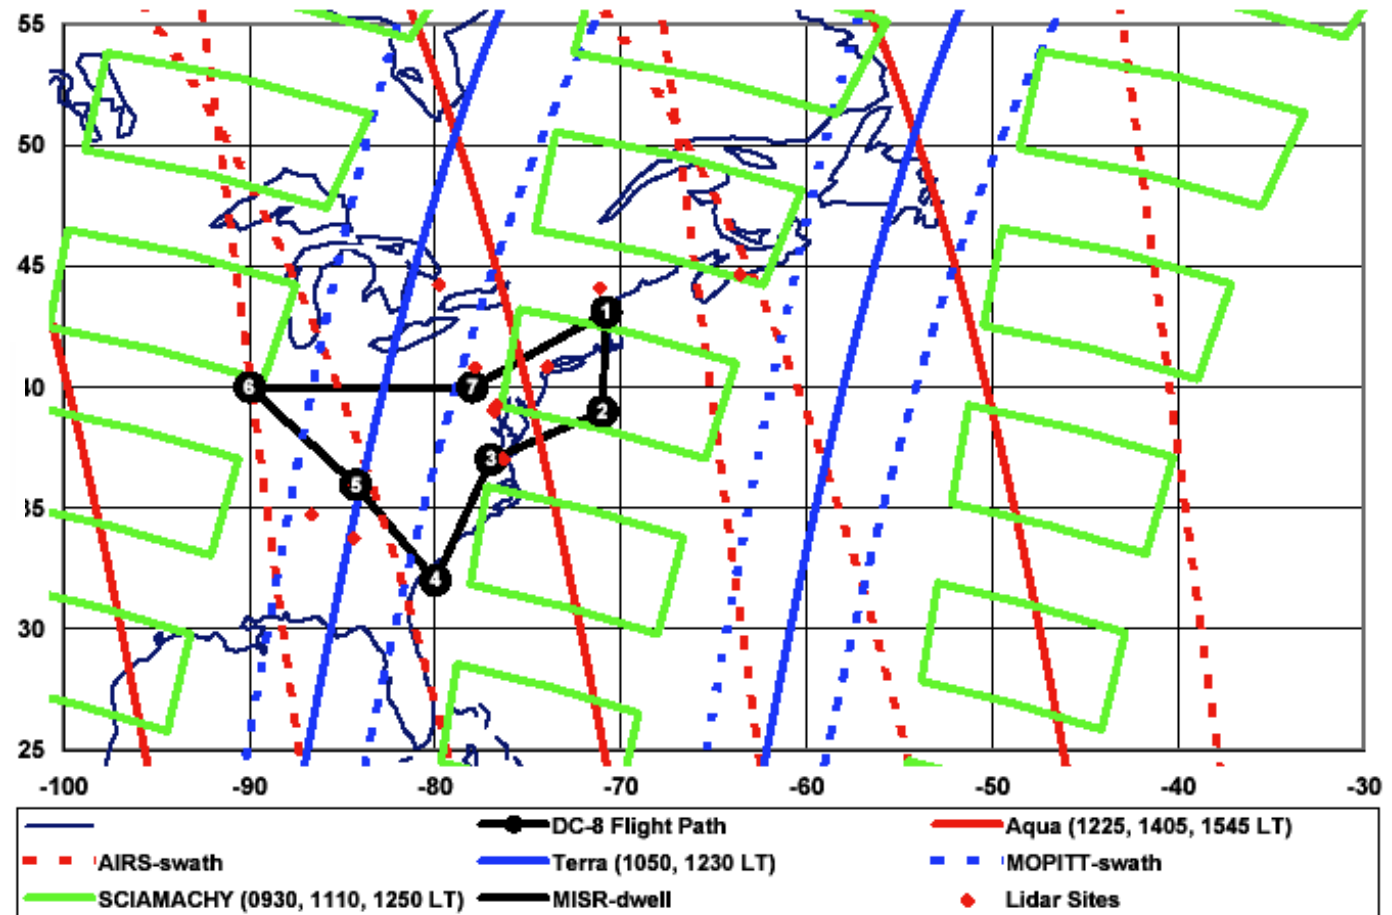 55
50
45
1
6
7
2
3
5
35
4
30
25
-100 -90 -80 -70 -60 -50 -40 -30
DC-8 Flight Path
Aqua (1225, 1405, 1545 LT)
AIRS-swath
Terra (1050, 1230 LT)
MOPITT-swath
SCIAMACHY (0930, 1110, 1250 LT)
MISR-dwell
Lidar Sites